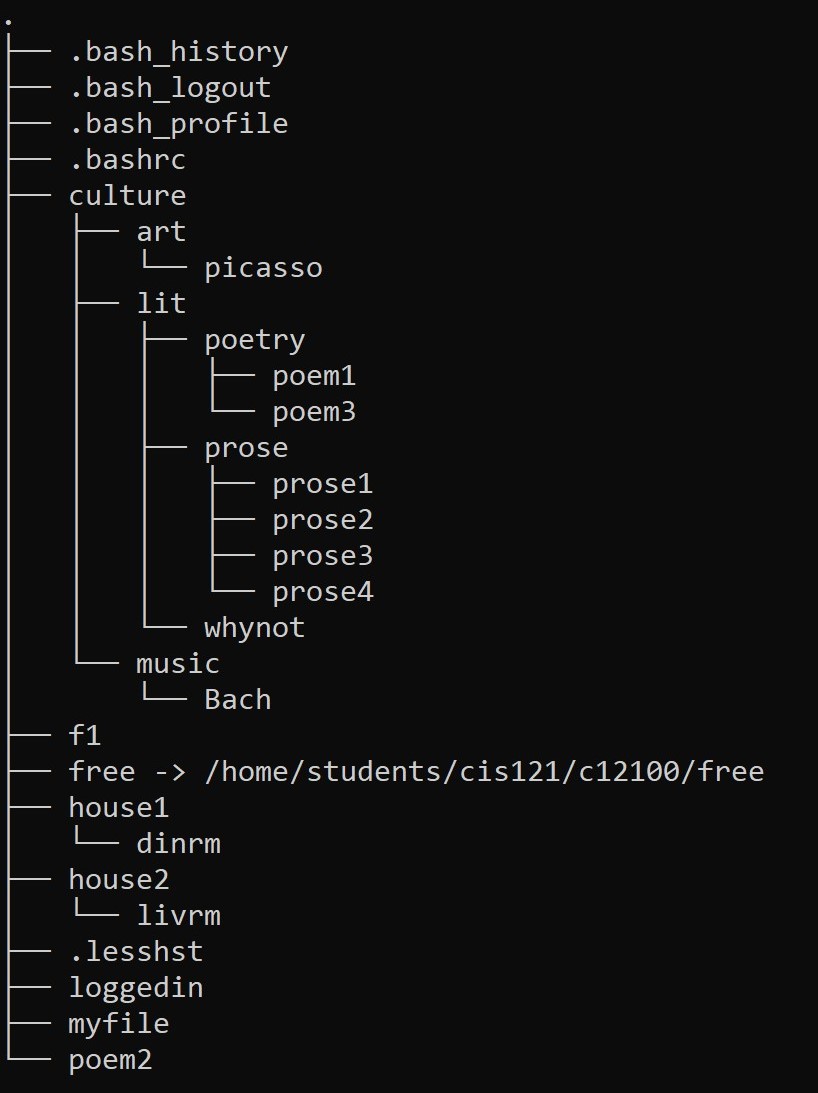 .
├── .bash_history
├── .bash_logout
├── .bash_profile
├── .bashrc
├── culture
│   ├── art
│   │   └── picasso
│   ├── lit
│   │   ├── poetry
│   │   │   ├── poem1
│   │   │   └── poem3
│   │   ├── prose
│   │   │   ├── prose1
│   │   │   ├── prose2
│   │   │   ├── prose3
│   │   │   └── prose4
│   │   └── whynot
│   └── music
│       └── Bach
├── f1
├── free -> /home/students/cis121/c12100/free
├── house1
│   └── dinrm
├── house2
│   └── livrm
├── .lesshst
├── loggedin
├── myfile
└── poem2